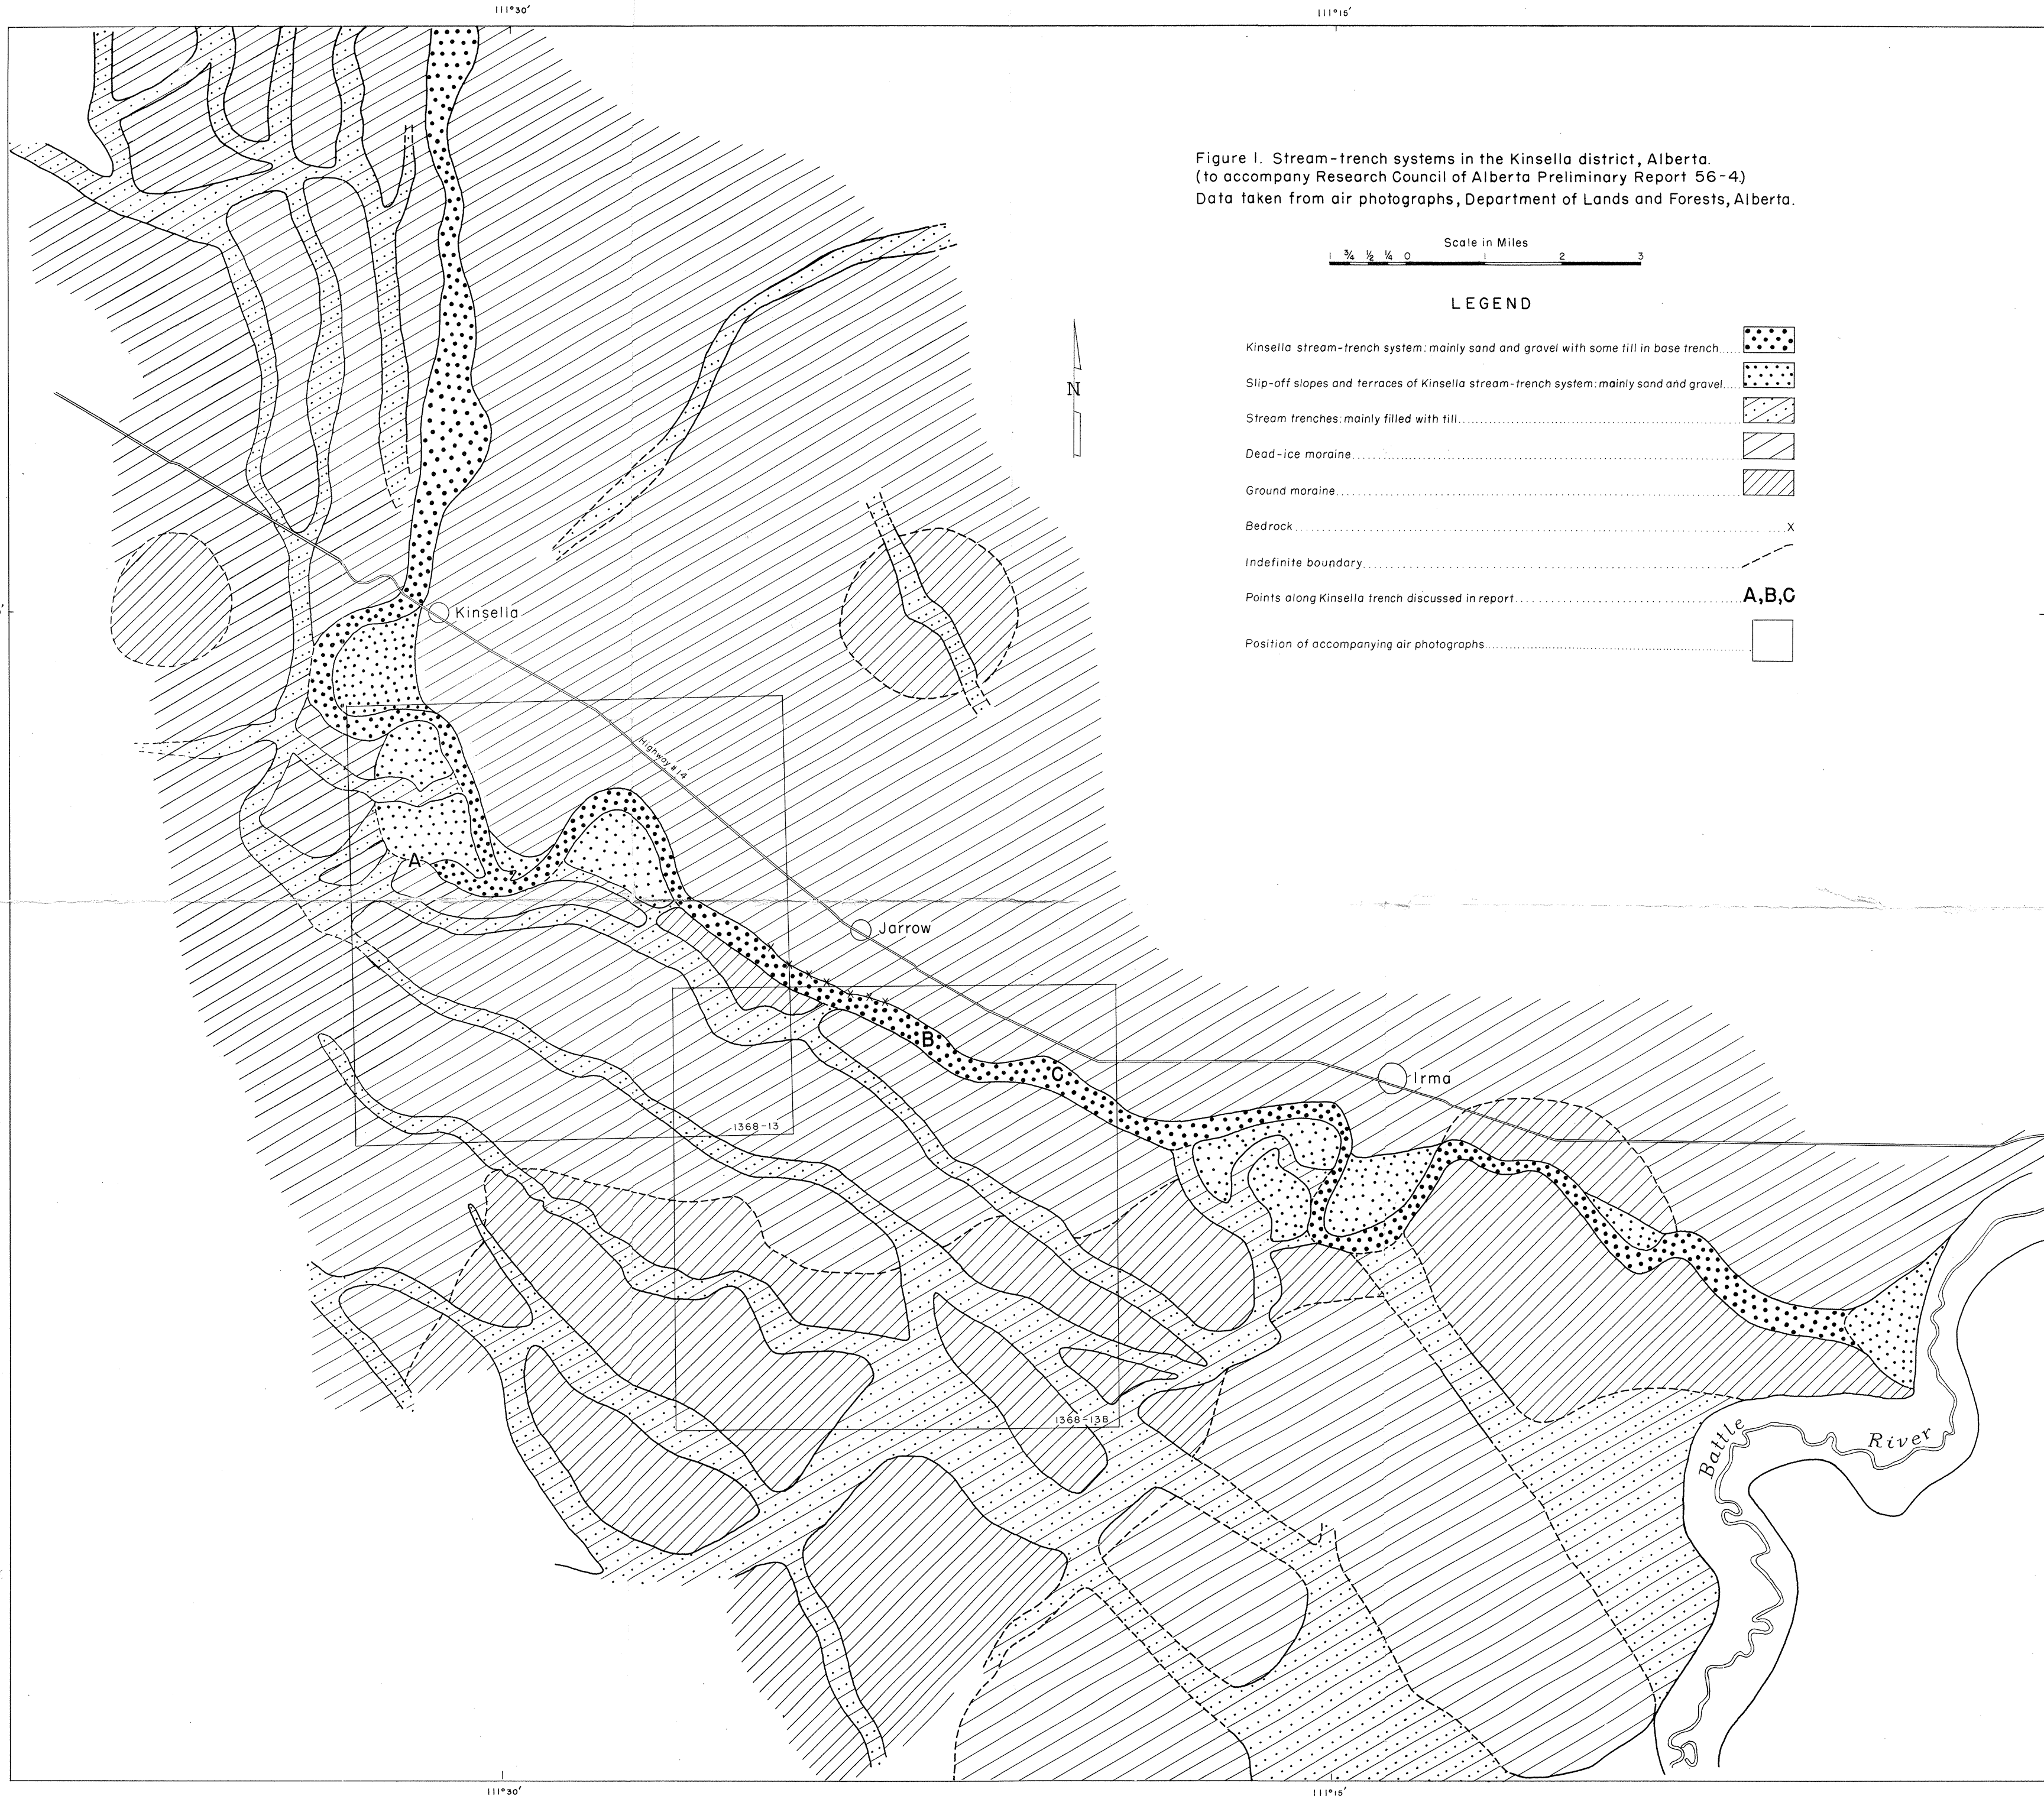 111°30′
111°15′
Figure 1. Stream-trench systems in the Kinsella district, Alberta.
(to accompany Research Council of Alberta Preliminary Report 56-4.)
Data taken from air photographs, Department of Lands and Forests, Alberta.
Scale in Miles
1 ¾ ½ ¼ 0 1 2 3
LEGEND
Kinsella stream-trench system: mainly sand and gravel with some till in base trench
Slip-off slopes and terraces of Kinsella stream-trench system: mainly sand and gravel
Stream trenches: mainly filled with till
Dead-ice moraine
Ground moraine
Bedrock X
Indefinite boundary
Points along Kinsella trench discussed in report A,B,C
Position of accompanying air photographs
N
Kinsella
Highway #14
A
Jarrow
B
C
Irma
1368-13
1368-138
Battle River
111°30′
111°15′